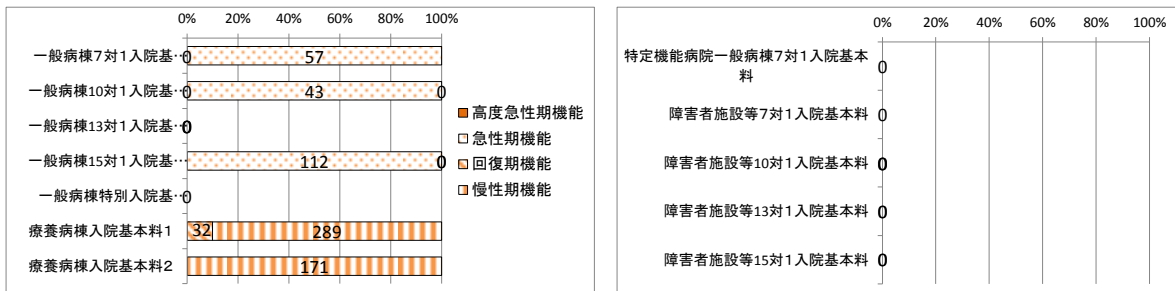 0% 20% 40% 60% 80% 100%
一般病棟7対1入院基… 0 57
一般病棟10対1入院基… 0 43 0
一般病棟13対1入院基… 0
一般病棟15対1入院基… 112 0
一般病棟特別入院基… 0
療養病棟入院基本料1 32 289
療養病棟入院基本料2 171
高度急性期機能
急性期機能
回復期機能
慢性期機能
0% 20% 40% 60% 80% 100%
特定機能病院一般病棟7対1入院基本
料 0
障害者施設等7対1入院基本料 0
障害者施設等10対1入院基本料 0
障害者施設等13対1入院基本料 0
障害者施設等15対1入院基本料 0